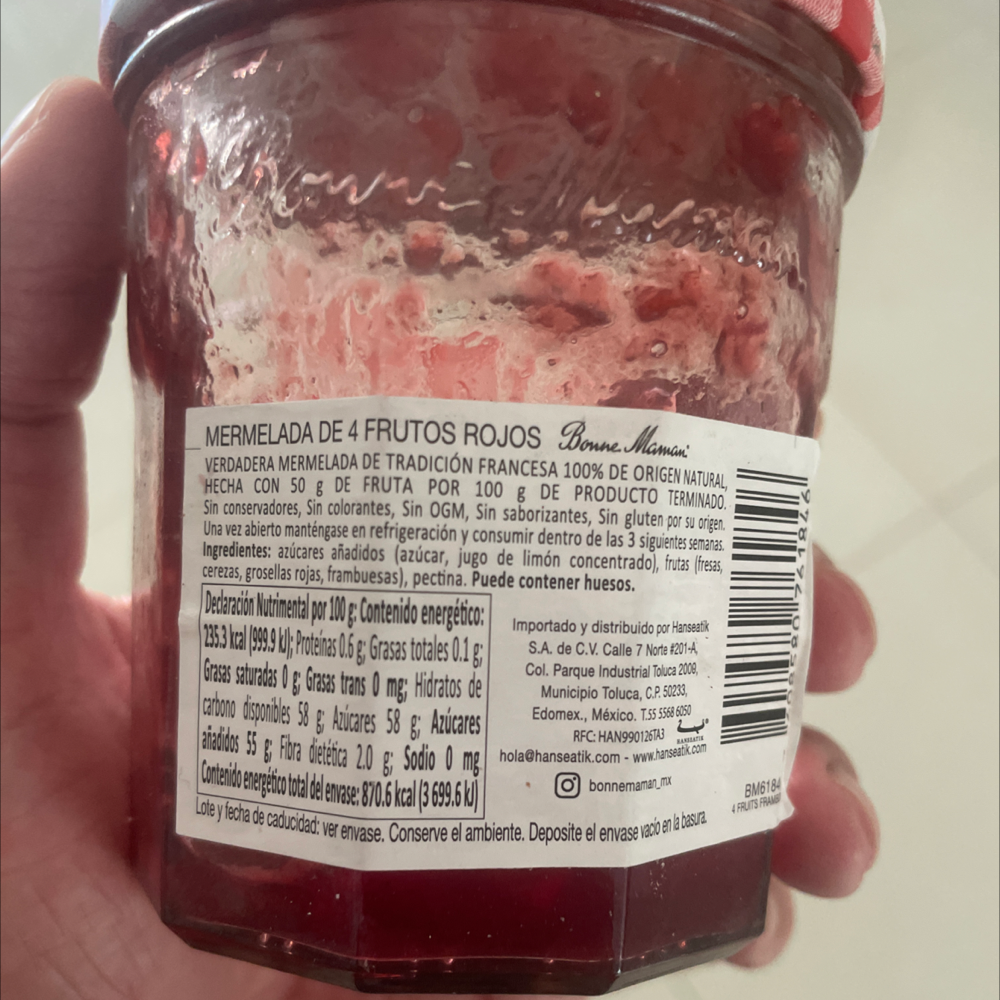 MERMELADA DE 4 FRUTOS ROJOS Bonne Maman
VERDADERA MERMELADA DE TRADICIÓN FRANCESA 100% DE ORIGEN NATURAL,
HECHA CON 50 g DE FRUTA POR 100 g DE PRODUCTO TERMINADO.
Sin conservadores, Sin colorantes, Sin OGM, Sin saborizantes, Sin gluten por su origen.
Una vez abierto manténgase en refrigeración y consumir dentro de las 3 siguientes semanas.
Ingredientes: azúcares añadidos (azúcar, jugo de limón concentrado), frutas (fresas,
cerezas, grosellas rojas, frambuesas), pectina. Puede contener huesos.
Declaración Nutrimental por 100 g: Contenido energético:
235.3 kcal (999.9 kJ); Proteínas 0.6 g; Grasas totales 0.1 g;
Grasas saturadas 0 g; Grasas trans 0 mg; Hidratos de
carbono disponibles 58 g; Azúcares 58 g; Azúcares
añadidos 55 g; Fibra dietética 2.0 g; Sodio 0 mg
Contenido energético total del envase: 870.6 kcal (3 699.6 kJ)
Importado y distribuido por Hanseatik
S.A. de C.V. Calle 7 Norte #201-A,
Col. Parque Industrial Toluca 2008,
Municipio Toluca, C.P. 50233,
Edomex., México. T.55 5568 6050
RFC: HAN990126TA3
HANSEATIK
hola@hanseatik.com - www.hanseatik.com
bonnemaman_mx
BM6184
4 FRUITS
Lote y fecha de caducidad: ver envase. Conserve el ambiente. Deposite el envase vacío en la basura.